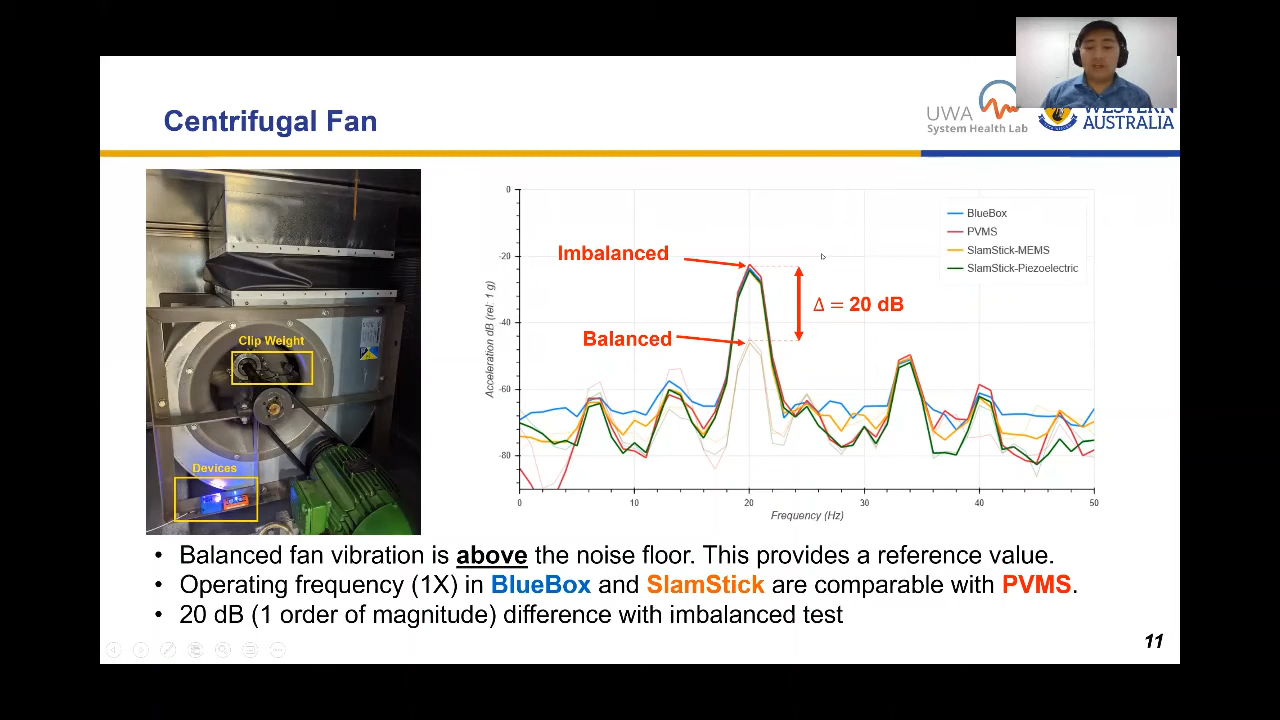 Centrifugal Fan
UWA
System Health Lab
WESTERN
AUSTRALIA
Clip Weight
Devices
0
-20
-40
-60
-80
Acceleration dB (rel: 1 g)
Imbalanced
Balanced
Δ = 20 dB
BlueBox
PVMS
SlamStick-MEMS
SlamStick-Piezoelectric
0 10 20 30 40 50
Frequency (Hz)
• Balanced fan vibration is above the noise floor. This provides a reference value.
• Operating frequency (1X) in BlueBox and SlamStick are comparable with PVMS.
• 20 dB (1 order of magnitude) difference with imbalanced test
11